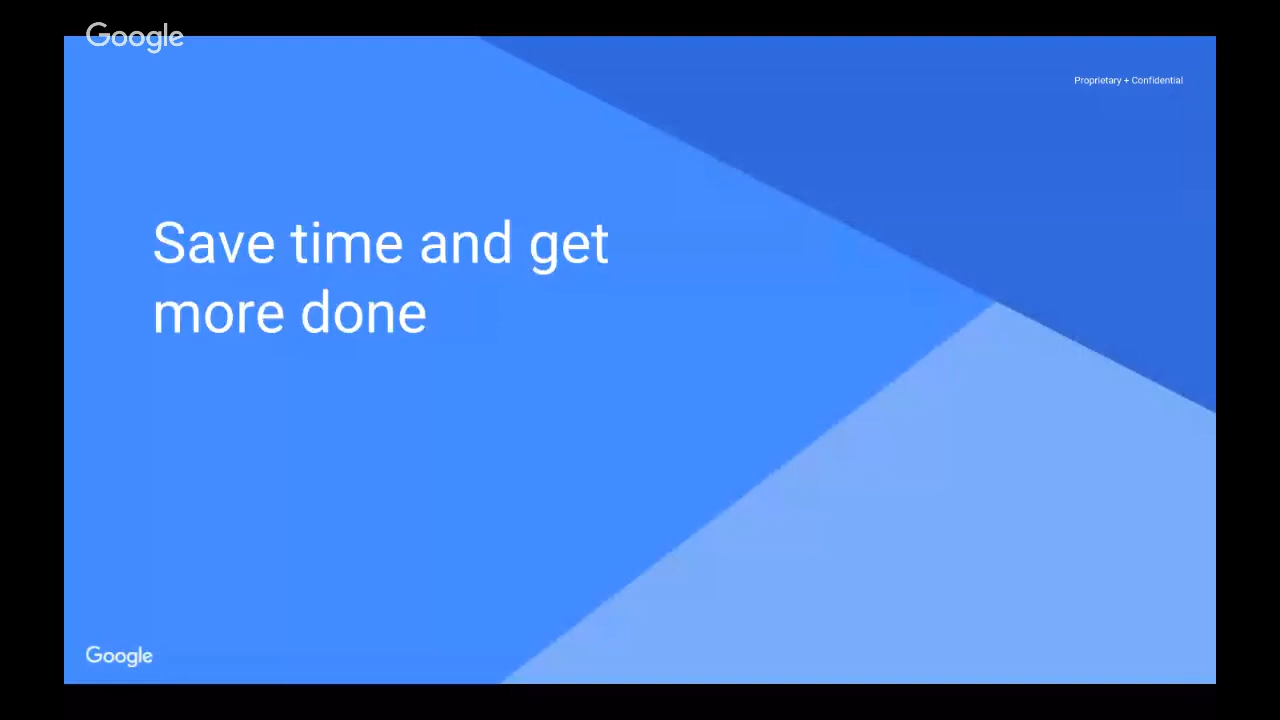 Google
Proprietary + Confidential
Save time and get
more done
Google